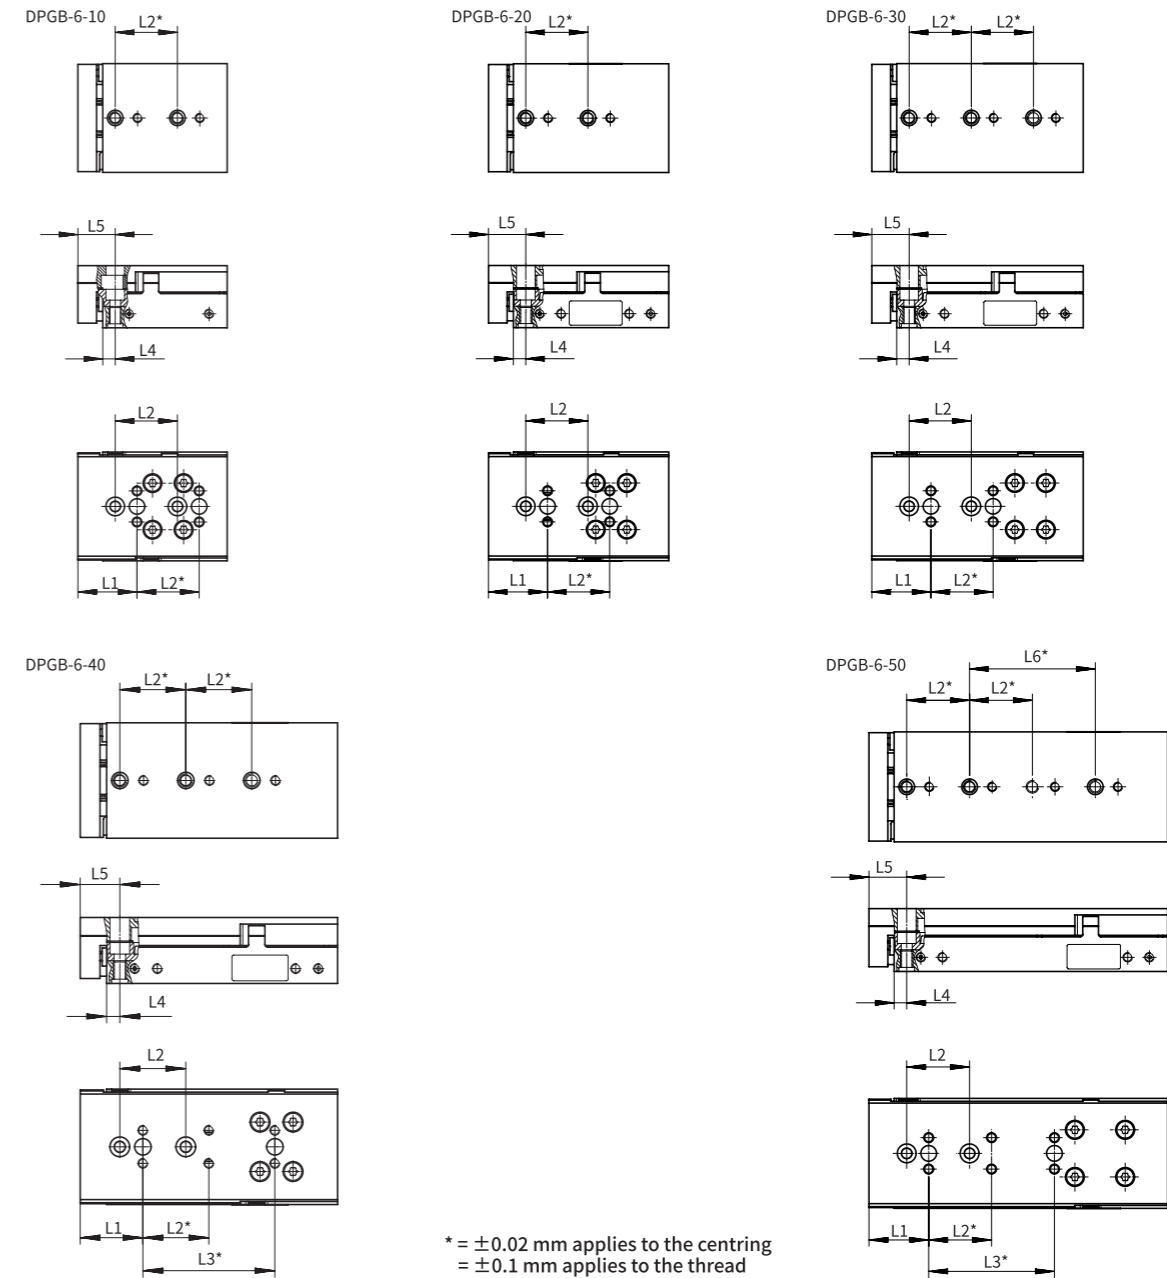 DPGB-6-10
L2*
DPGB-6-20
L2*
DPGB-6-30
L2*
L2*
L5
L5
L5
L4
L4
L4
L2
L2
L2
L1
L2*
L1
L2*
L1
L2*
DPGB-6-40
L2*
L2*
DPGB-6-50
L6*
L2*
L2*
L5
L5
L4
L4
L2
L2
L1
L2*
L3*
L1
L2*
L3*
* = ±0.02 mm applies to the centring
= ±0.1 mm applies to the thread